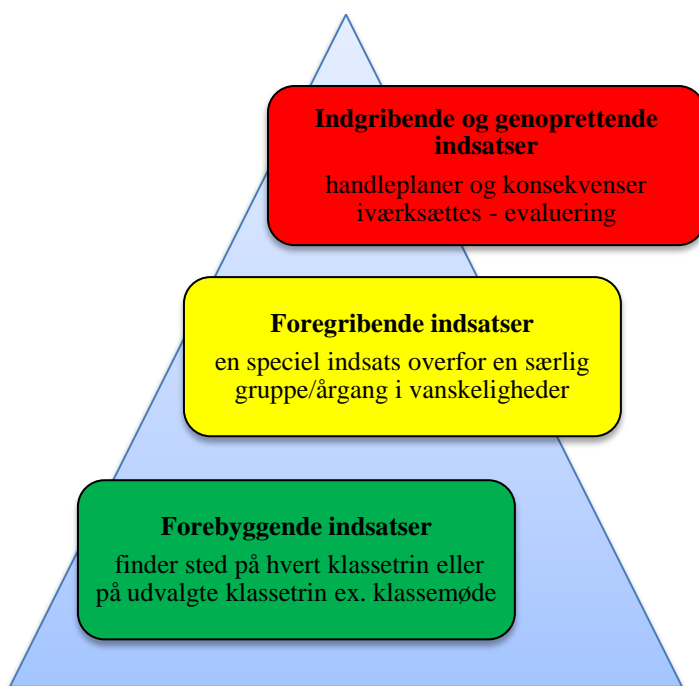 Indgribende og genoprettende
indsatser
handleplaner og konsekvenser
iværksættes - evaluering
Foregribende indsatser
en speciel indsats overfor en særlig
gruppe/årgang i vanskeligheder
Forebyggende indsatser
finder sted på hvert klassetrin eller
på udvalgte klassetrin ex. klassemøde